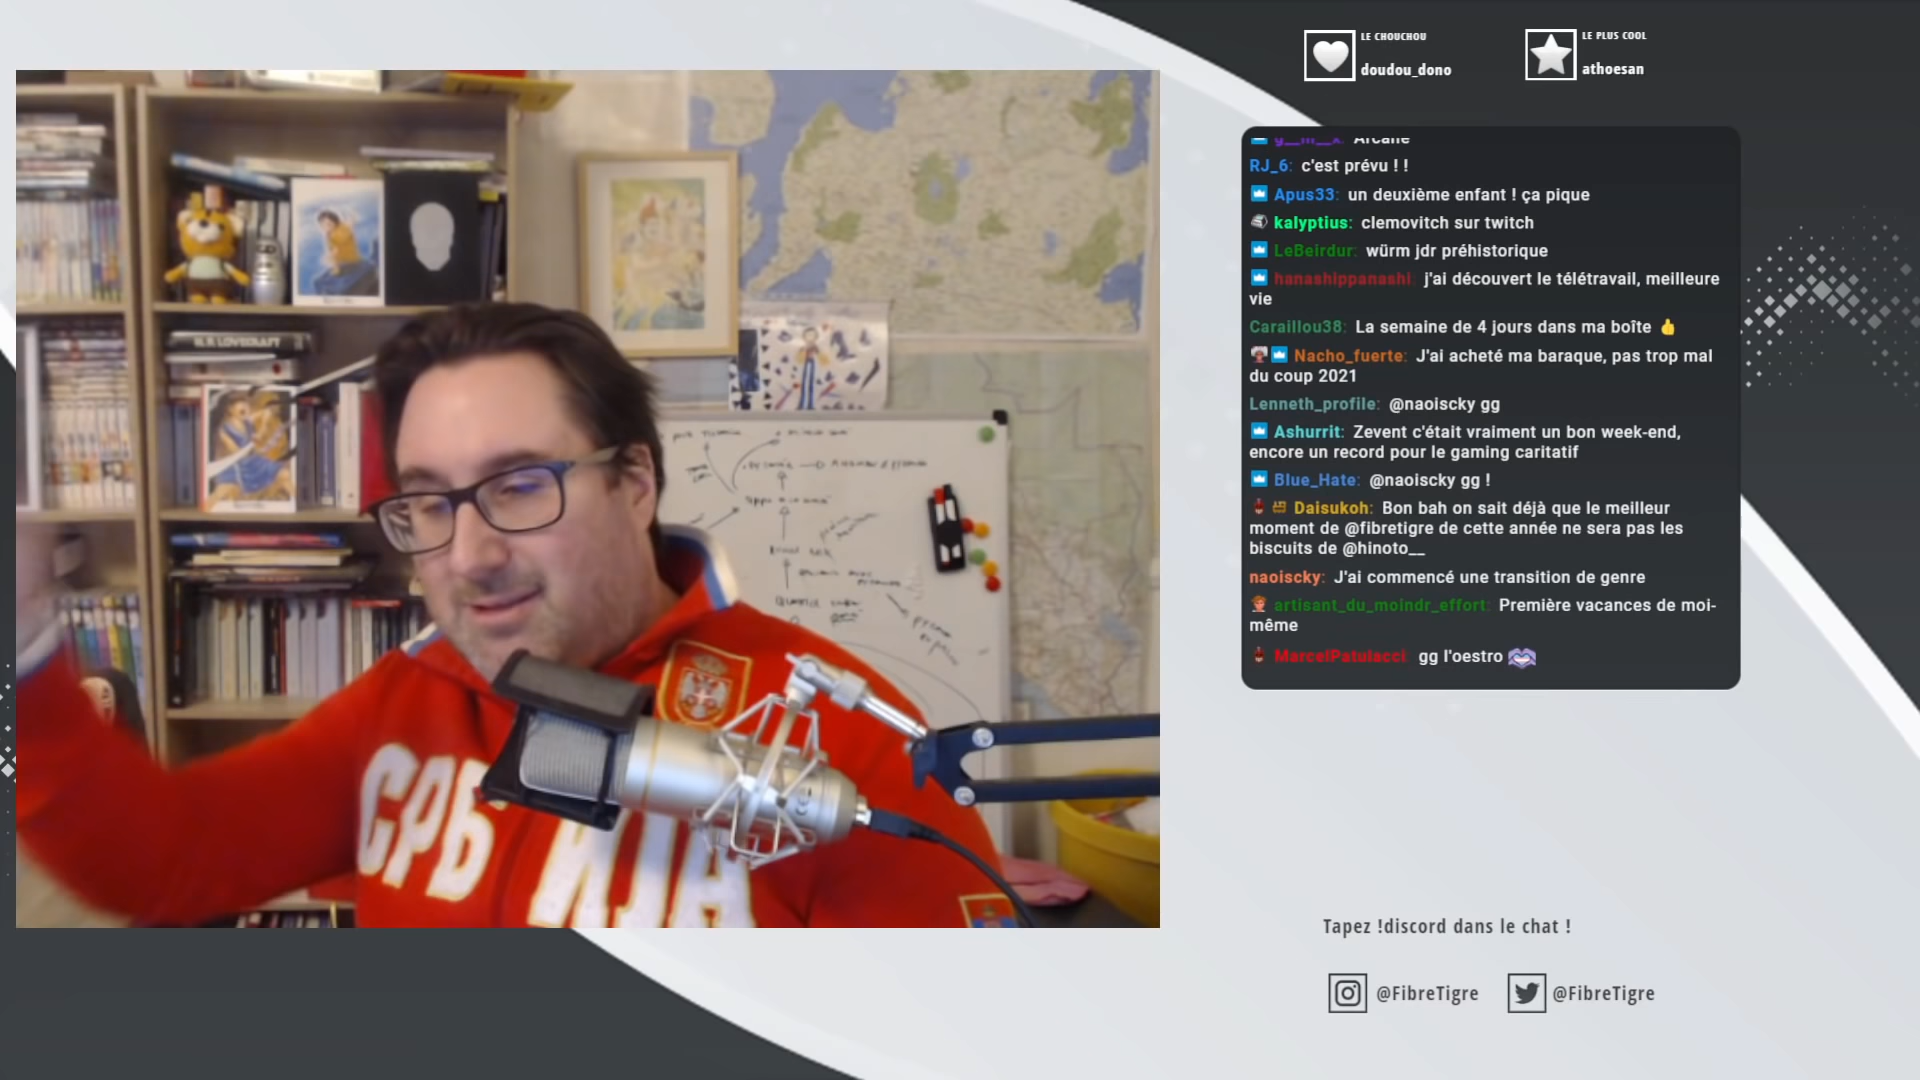 LE CHOUCHOU
doudou_dono
LE PLUS COOL
athoesan
Arcane
RJ_6: c'est prévu ! !
Apus33: un deuxième enfant ! ça pique
kalyptius: clemovitch sur twitch
LeBeirdur: würm jdr préhistorique
hanashippanashi: j'ai découvert le télétravail, meilleure
vie
Caraillou38: La semaine de 4 jours dans ma boîte 👍
Nacho_fuerte: J'ai acheté ma baraque, pas trop mal
du coup 2021
Lenneth_profile: @naoiscky gg
Ashurrit: Zevent c'était vraiment un bon week-end,
encore un record pour le gaming caritatif
Blue_Hate: @naoiscky gg !
Daisukoh: Bon bah on sait déjà que le meilleur
moment de @fibretigre de cette année ne sera pas les
biscuits de @hinoto__
naoiscky: J'ai commencé une transition de genre
artisant_du_moindr_effort: Première vacances de moi-
même
MarcelPatulacci: gg l'oestro
H.P. LOVECRAFT
СРБИЈА
Tapez !discord dans le chat !
@FibreTigre
@FibreTigre